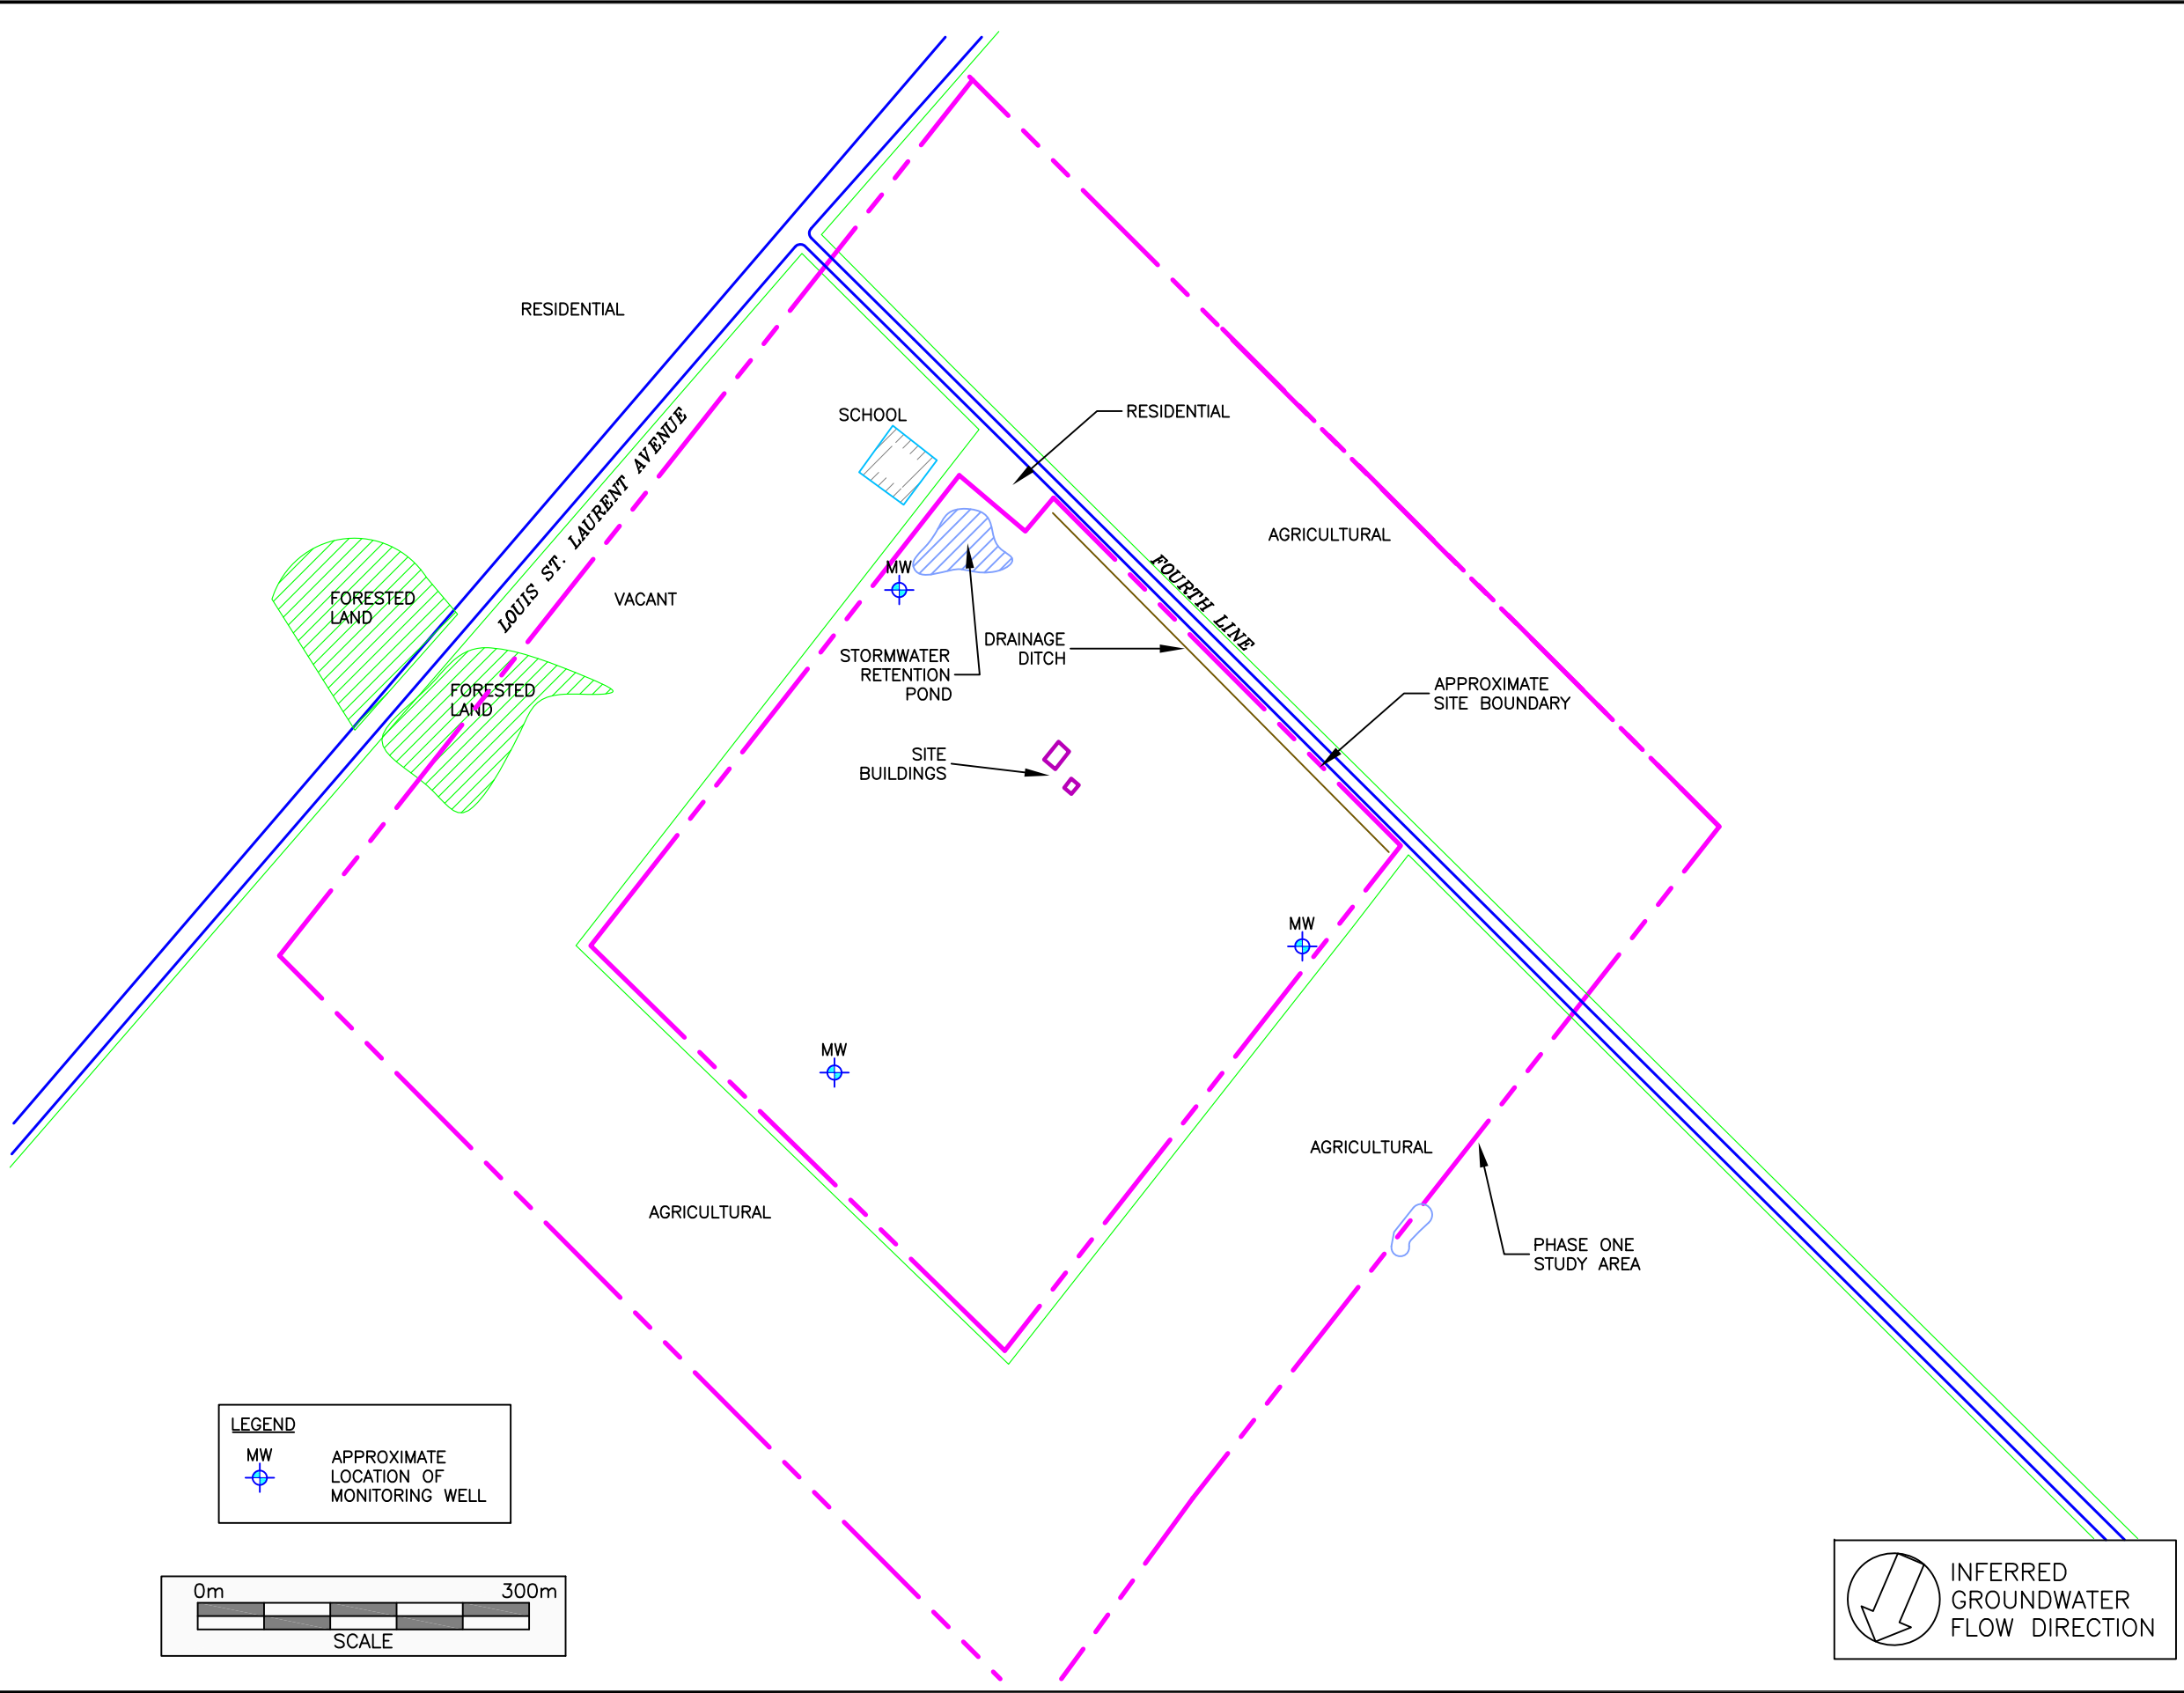 RESIDENTIAL
SCHOOL
RESIDENTIAL
LOUIS ST. LAURENT AVENUE
AGRICULTURAL
FORESTED
LAND
VACANT
MW
FOURTH LINE
DRAINAGE
DITCH
STORMWATER
RETENTION
POND
FORESTED
LAND
APPROXIMATE
SITE BOUNDARY
SITE
BUILDINGS
MW
MW
AGRICULTURAL
AGRICULTURAL
PHASE ONE
STUDY AREA
LEGEND
MW
APPROXIMATE
LOCATION OF
MONITORING WELL
0m 300m
SCALE
INFERRED
GROUNDWATER
FLOW DIRECTION